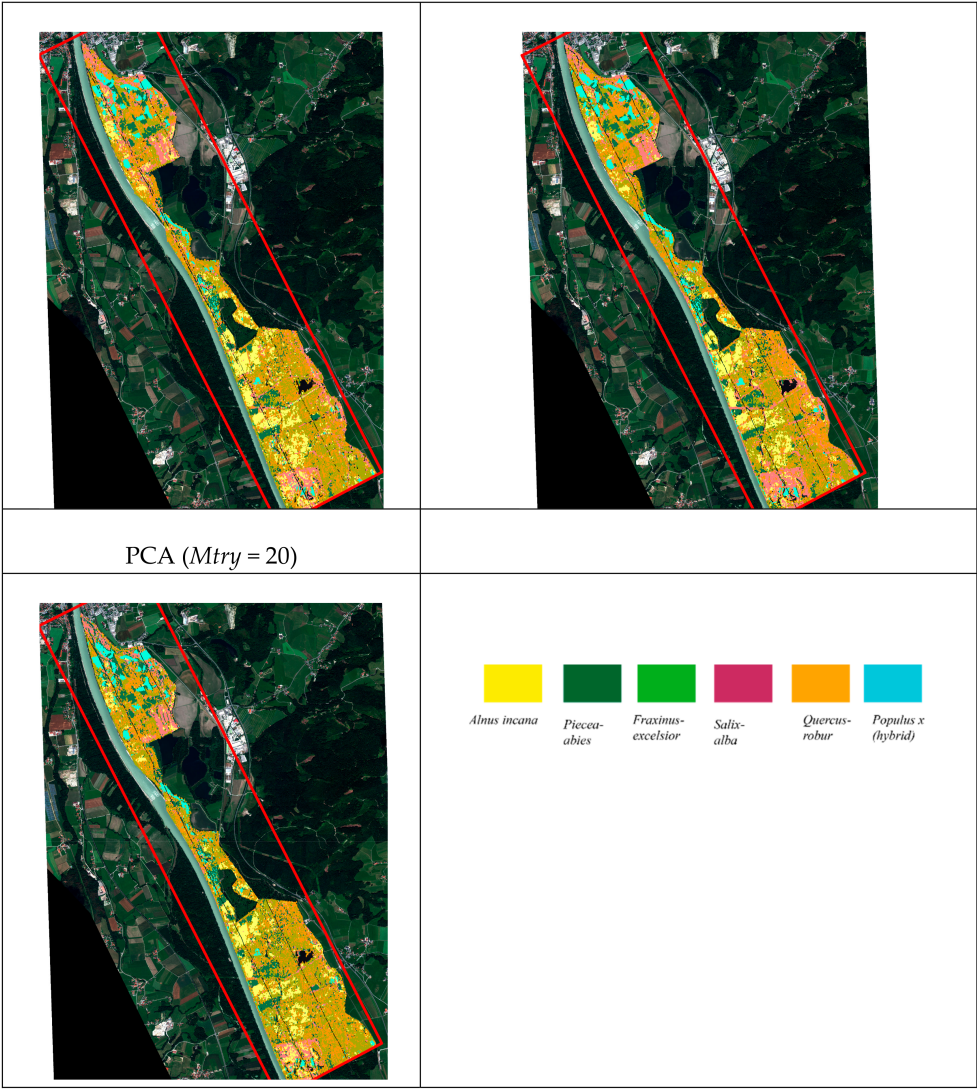 PCA (Mtry = 20)
Alnus incana
Piecea-
abies
Fraxinus-
excelsior
Salix-
alba
Quercus-
robur
Populus x
(hybrid)